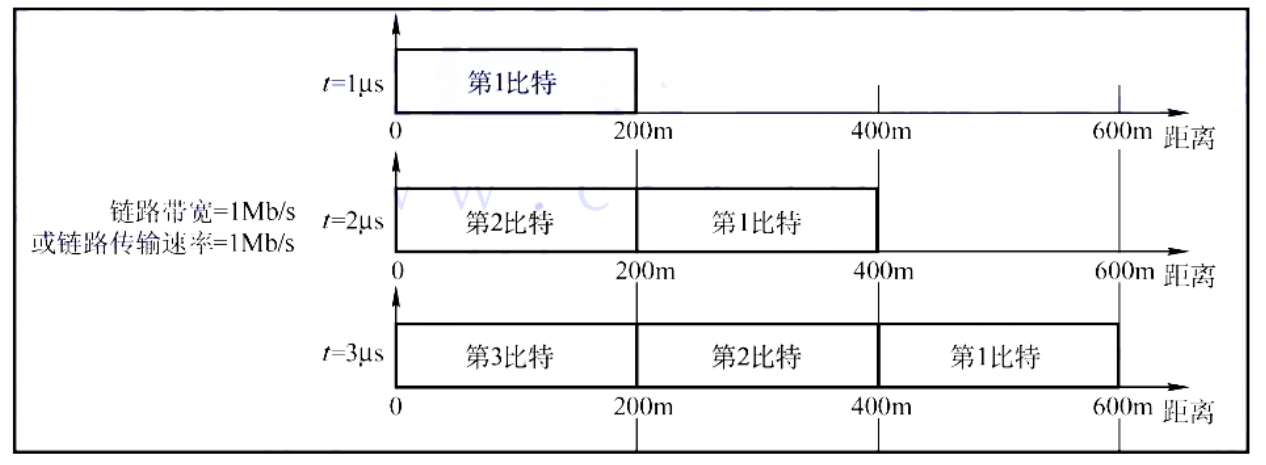 t=1μs
第1比特
0
200m
400m
600m
距离
链路带宽=1Mb/s
或链路传输速率=1Mb/s
t=2μs
第2比特
第1比特
0
200m
400m
600m
距离
t=3μs
第3比特
第2比特
第1比特
0
200m
400m
600m
距离